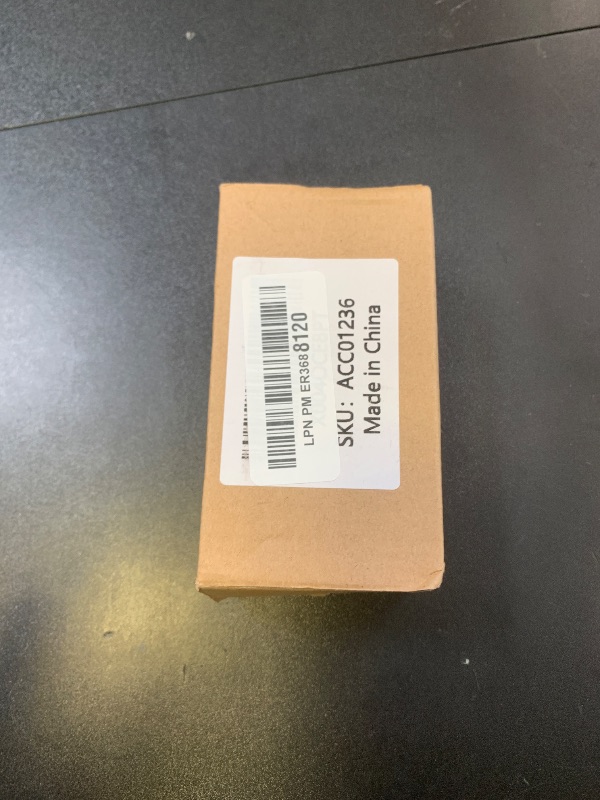 LPN PM ER3688120
SKU: ACC01236
Made in China